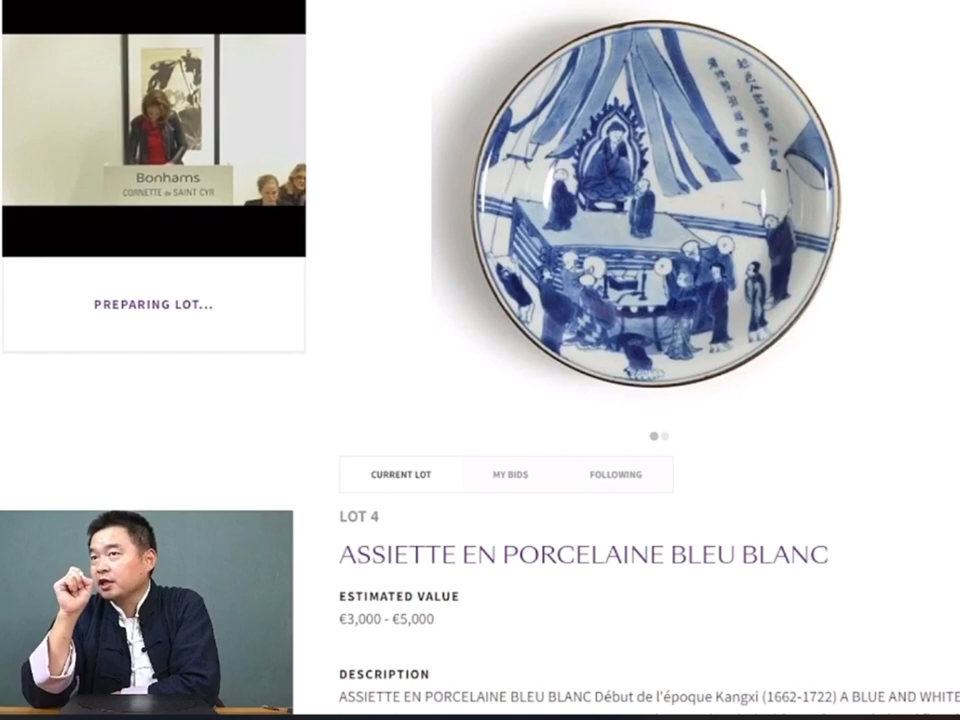 Bonhams
CORNETTE de SAINT CYR
PREPARING LOT...
CURRENT LOT
MY BIDS
FOLLOWING
LOT 4
ASSIETTE EN PORCELAINE BLEU BLANC
ESTIMATED VALUE
€3,000 - €5,000
DESCRIPTION
ASSIETTE EN PORCELAINE BLEU BLANC Début de l'époque Kangxi (1662-1722) A BLUE AND WHITE